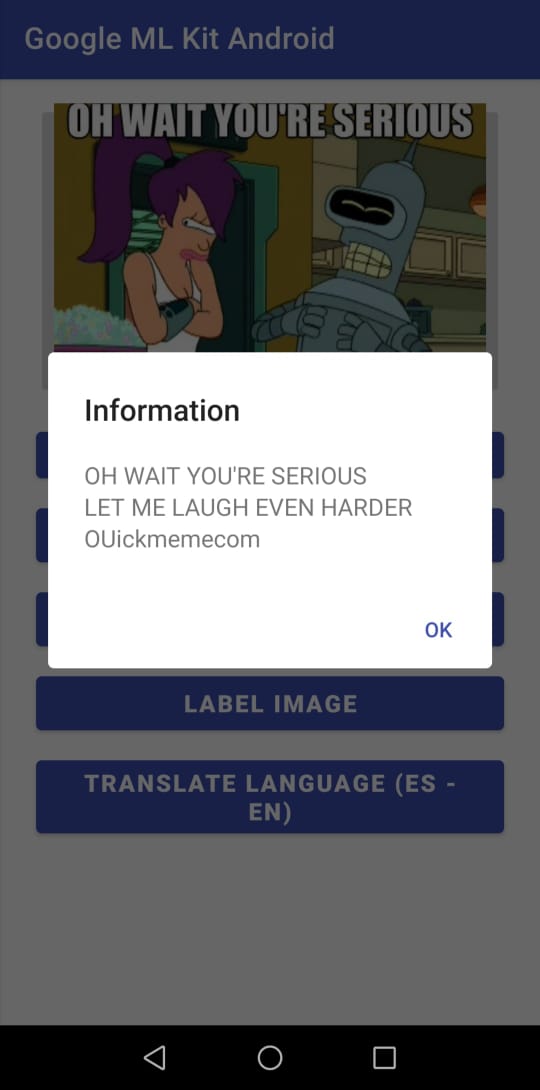 Google ML Kit Android
OH WAIT YOU'RE SERIOUS
Information
OH WAIT YOU'RE SERIOUS
LET ME LAUGH EVEN HARDER
OUickmemecom
OK
LABEL IMAGE
TRANSLATE LANGUAGE (ES -
EN)